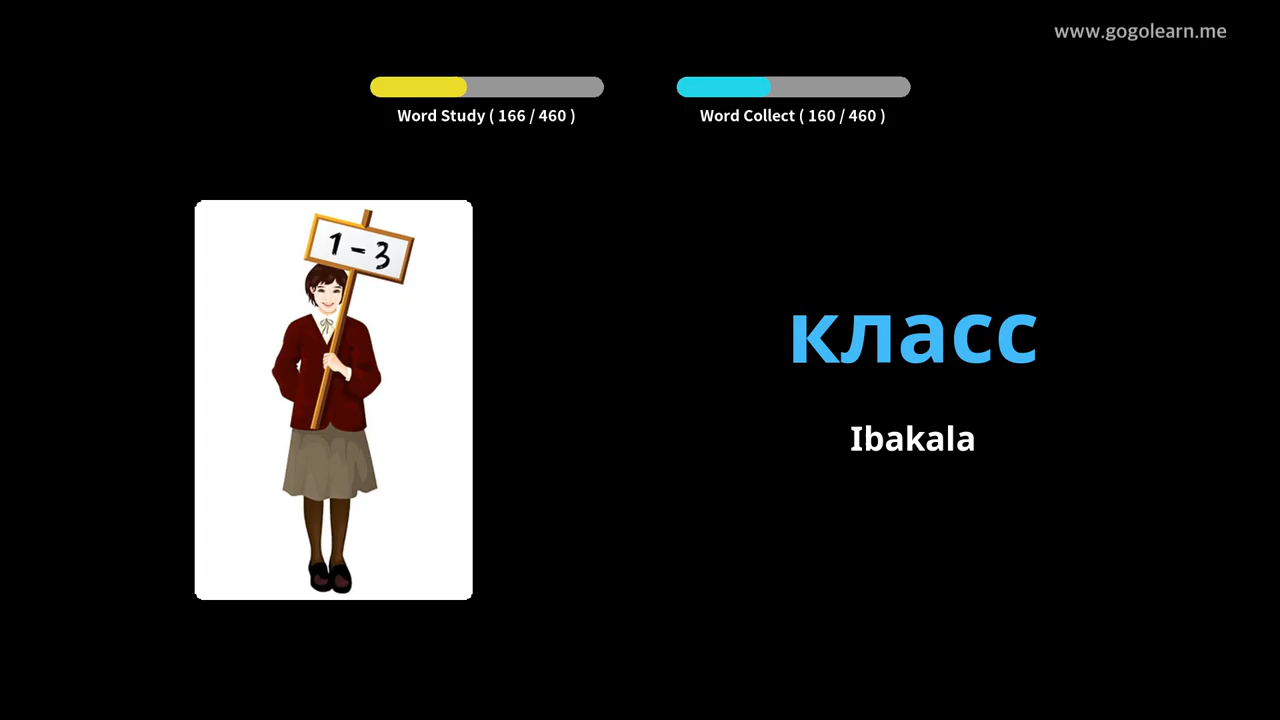 www.gogolearn.me
Word Study ( 166 / 460 )
Word Collect ( 160 / 460 )
1 - 3
класс
Ibakala